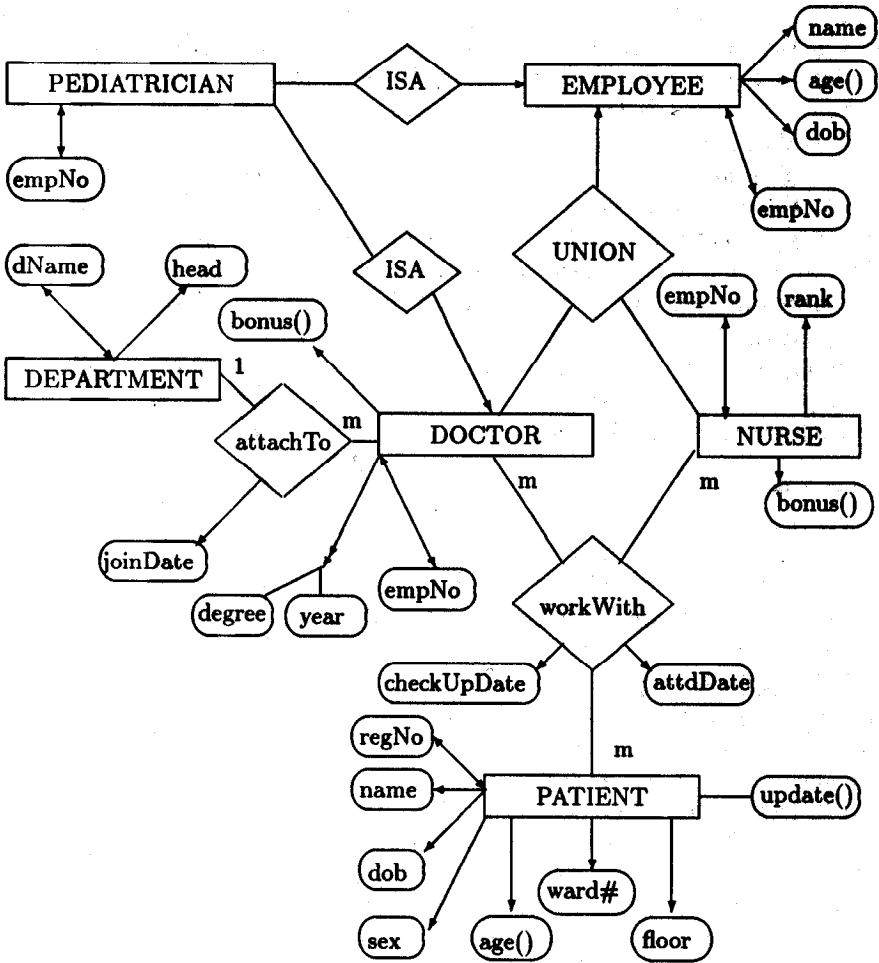 name
PEDIATRICIAN
ISA
EMPLOYEE
age()
dob
empNo
empNo
UNION
dName
head
ISA
empNo
rank
bonus()
DEPARTMENT
1
attachTo
m
DOCTOR
NURSE
m
m
bonus()
joinDate
degree
year
empNo
workWith
checkUpDate
attdDate
regNo
m
name
PATIENT
update()
dob
ward#
sex
age()
floor